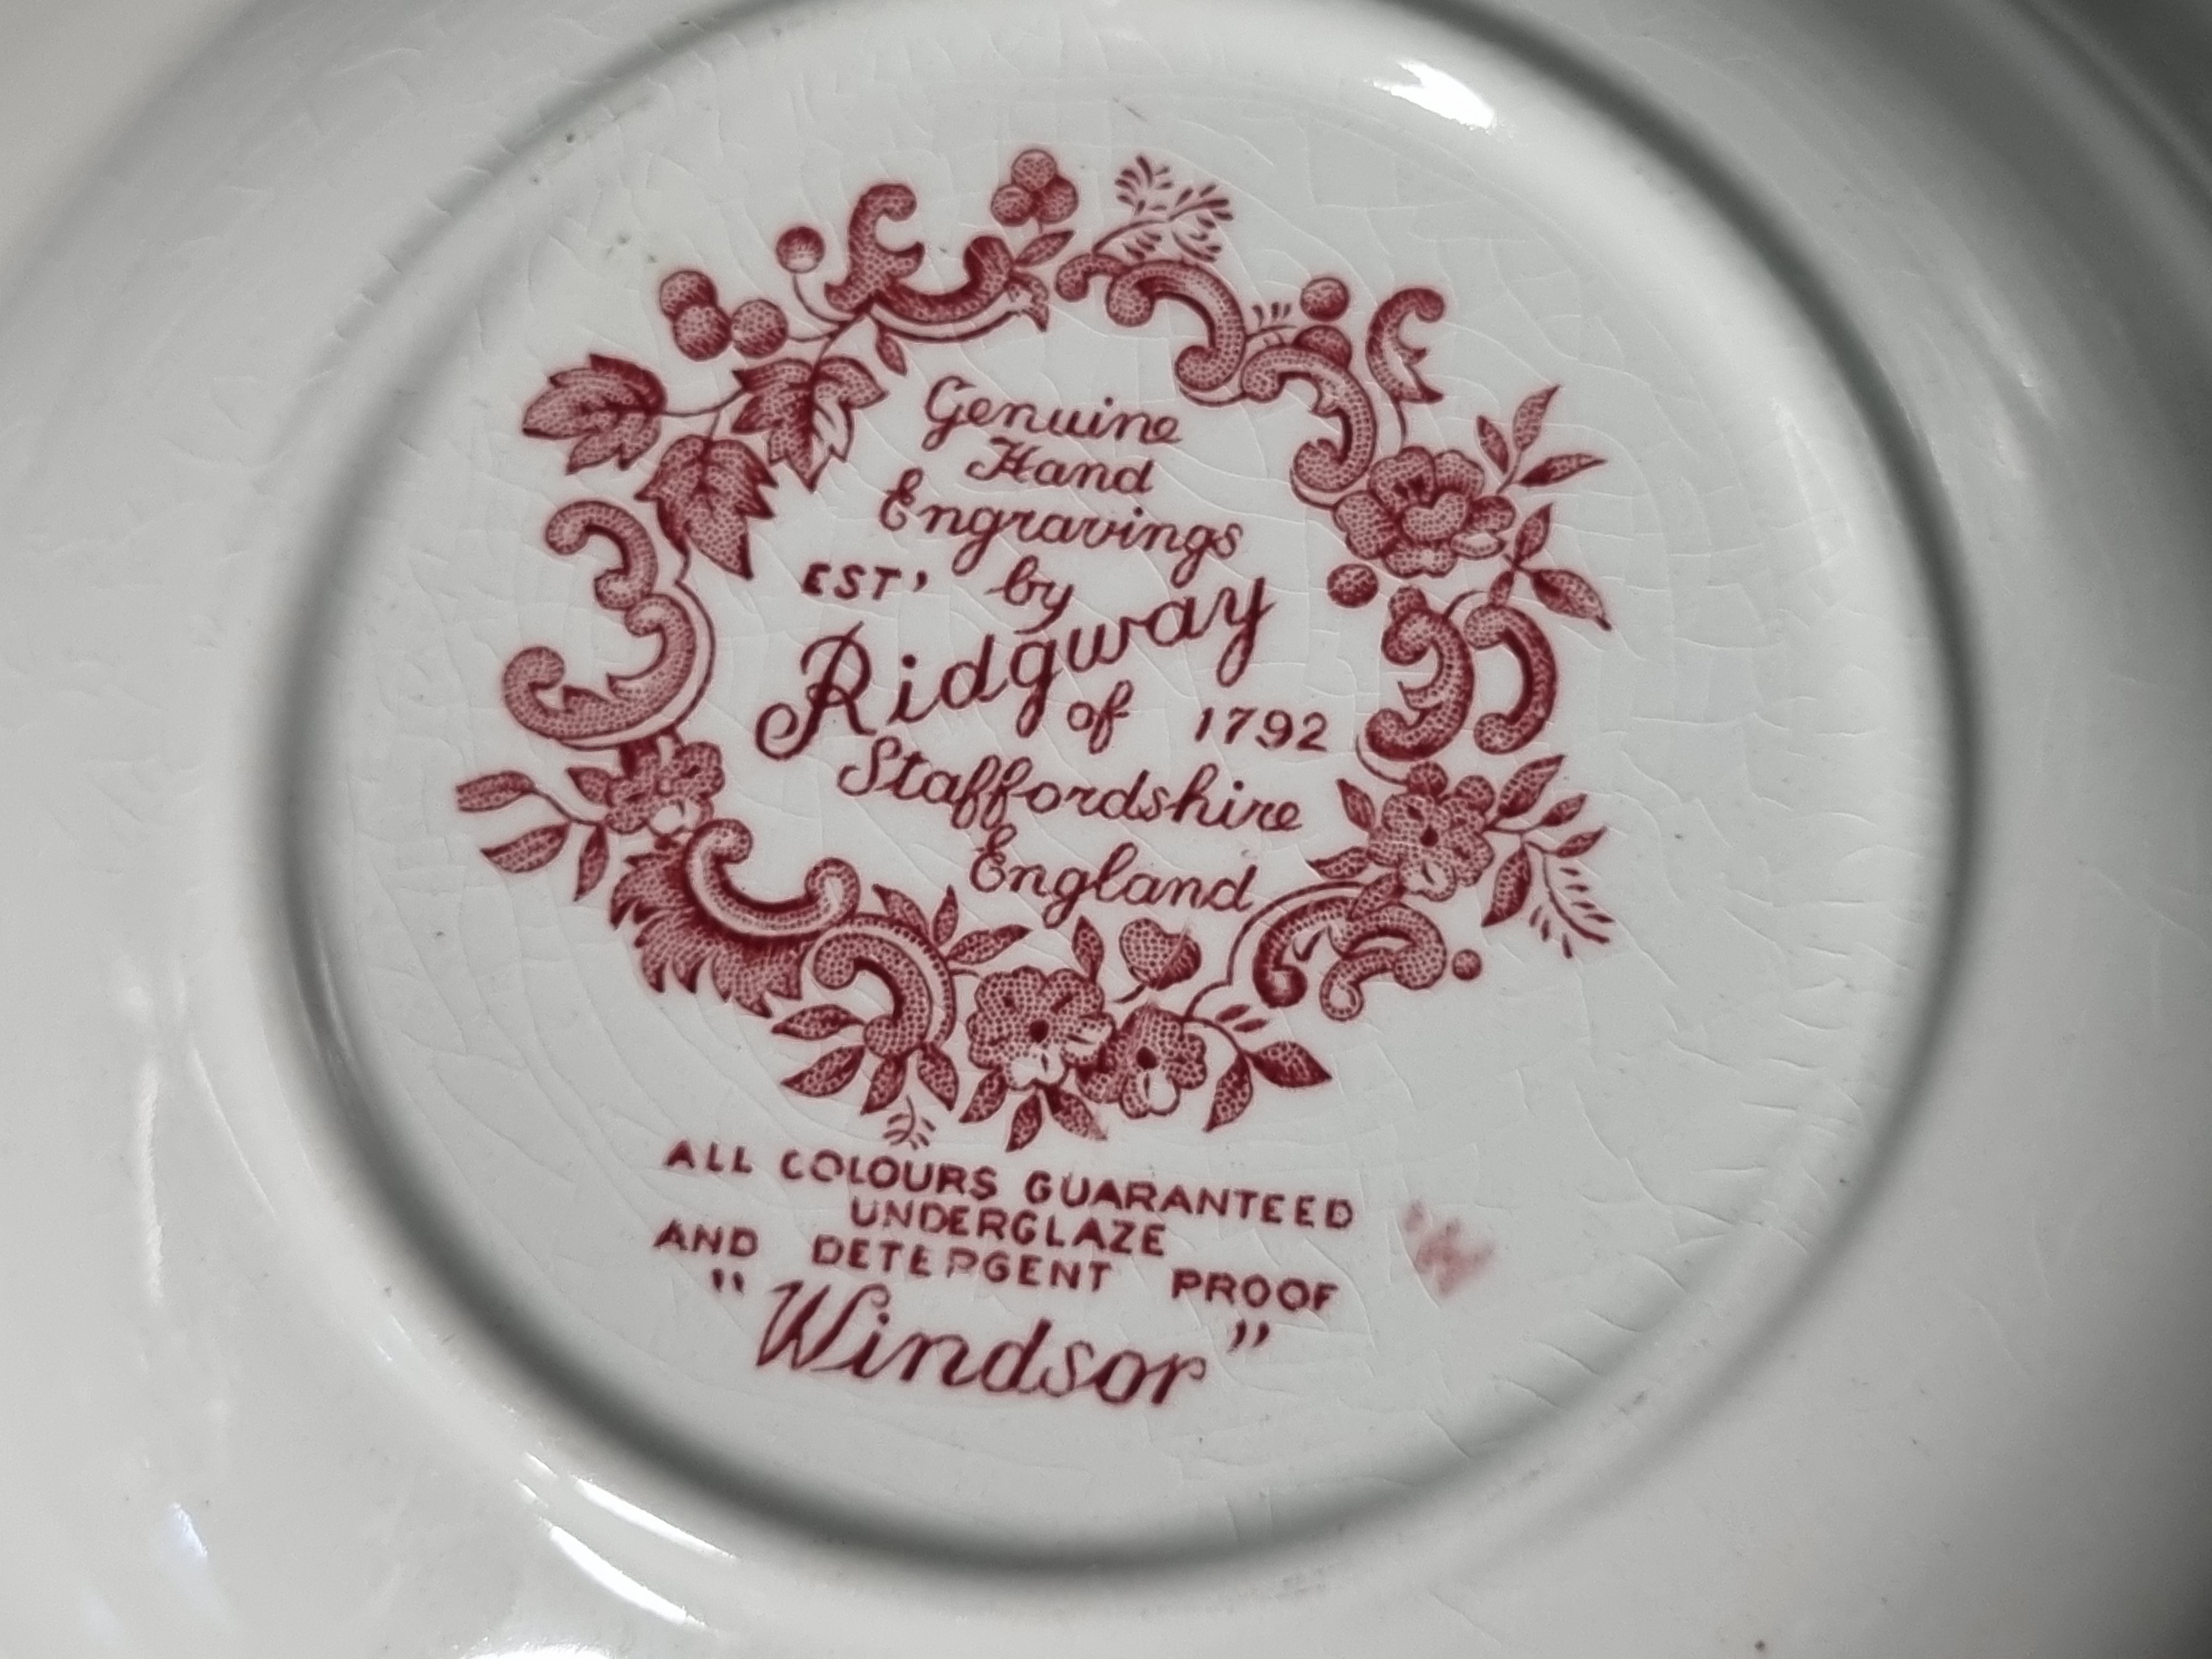 Genuine
Hand
Engravings
EST' by
Ridgway
of 1792
Staffordshire
England
ALL COLOURS GUARANTEED
UNDERGLAZE
AND DETERGENT PROOF
"Windsor"